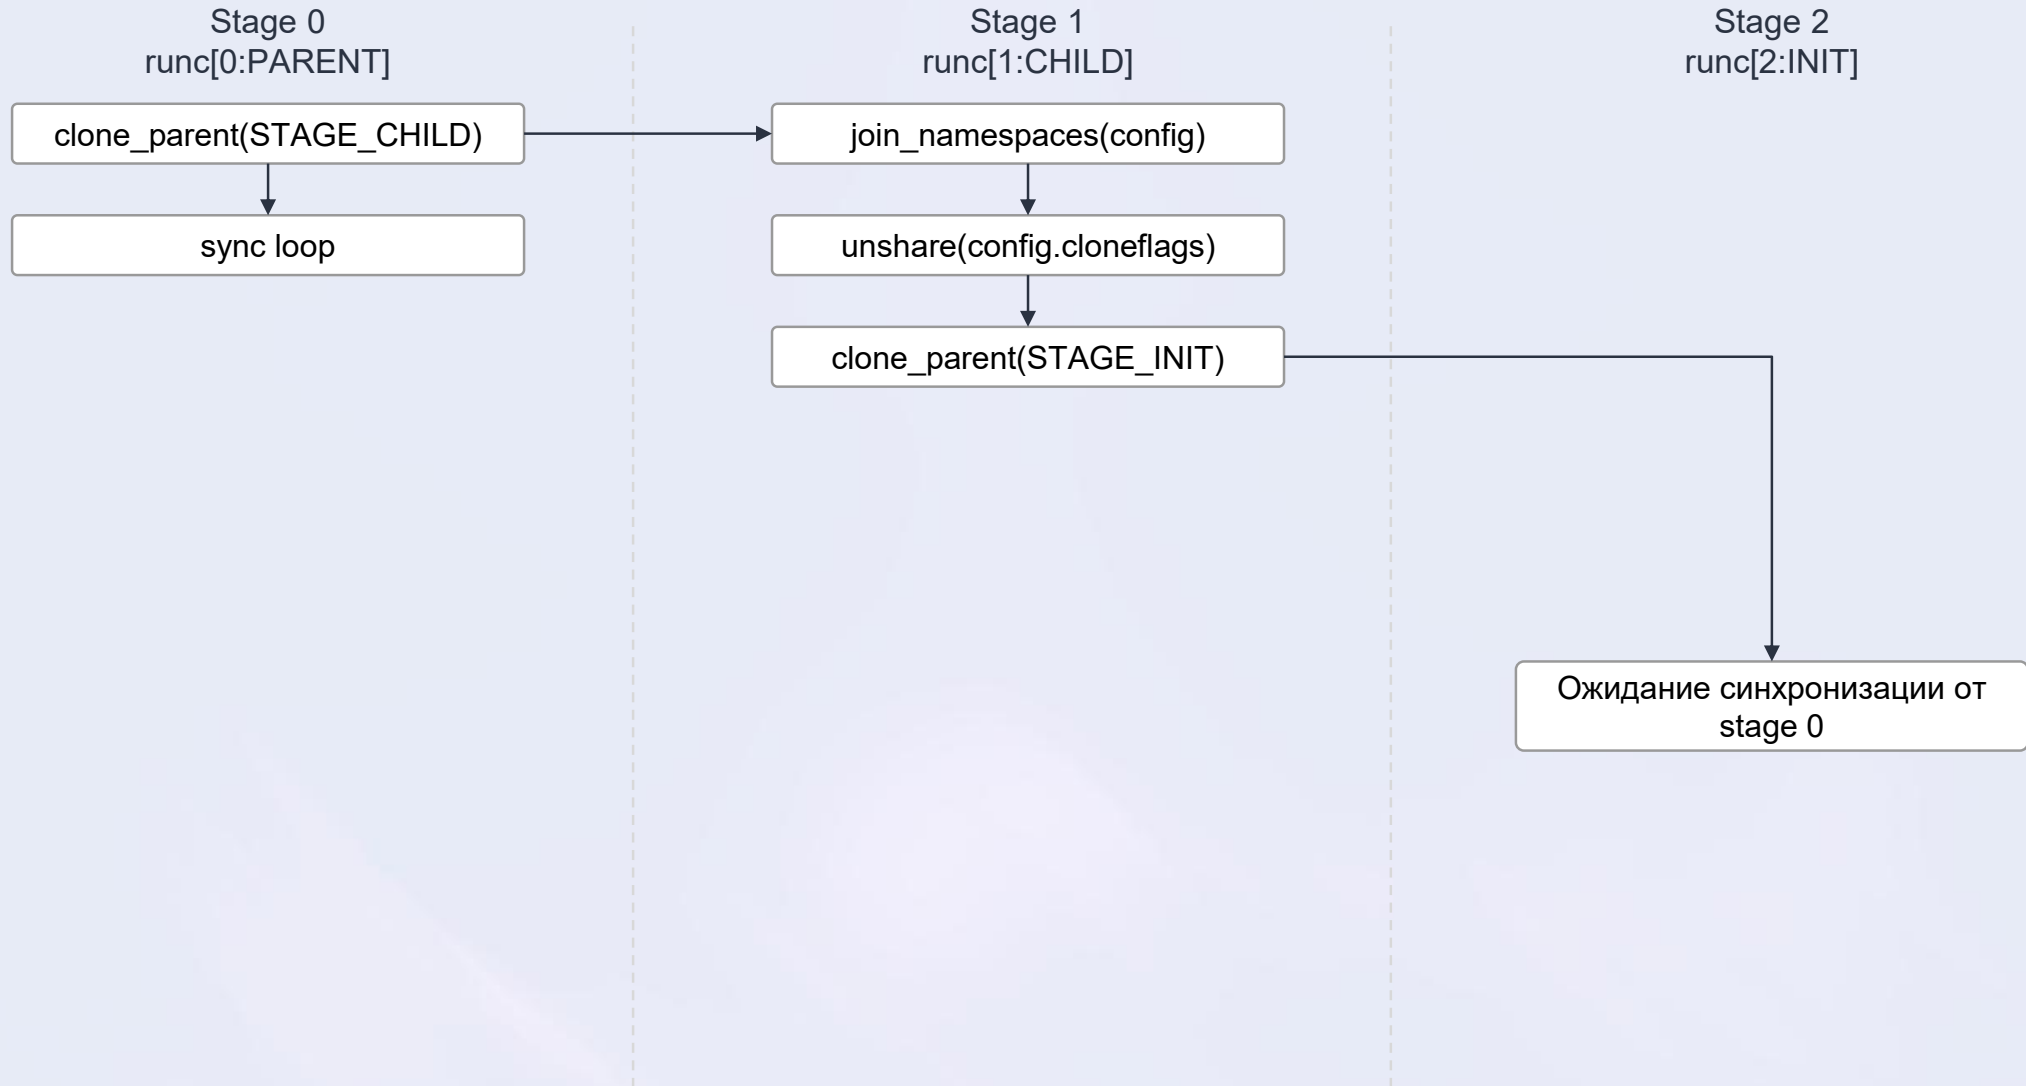 Stage 0
runc[0:PARENT]
Stage 1
runc[1:CHILD]
Stage 2
runc[2:INIT]
clone_parent(STAGE_CHILD)
join_namespaces(config)
sync loop
unshare(config.cloneflags)
clone_parent(STAGE_INIT)
Ожидание синхронизации от
stage 0